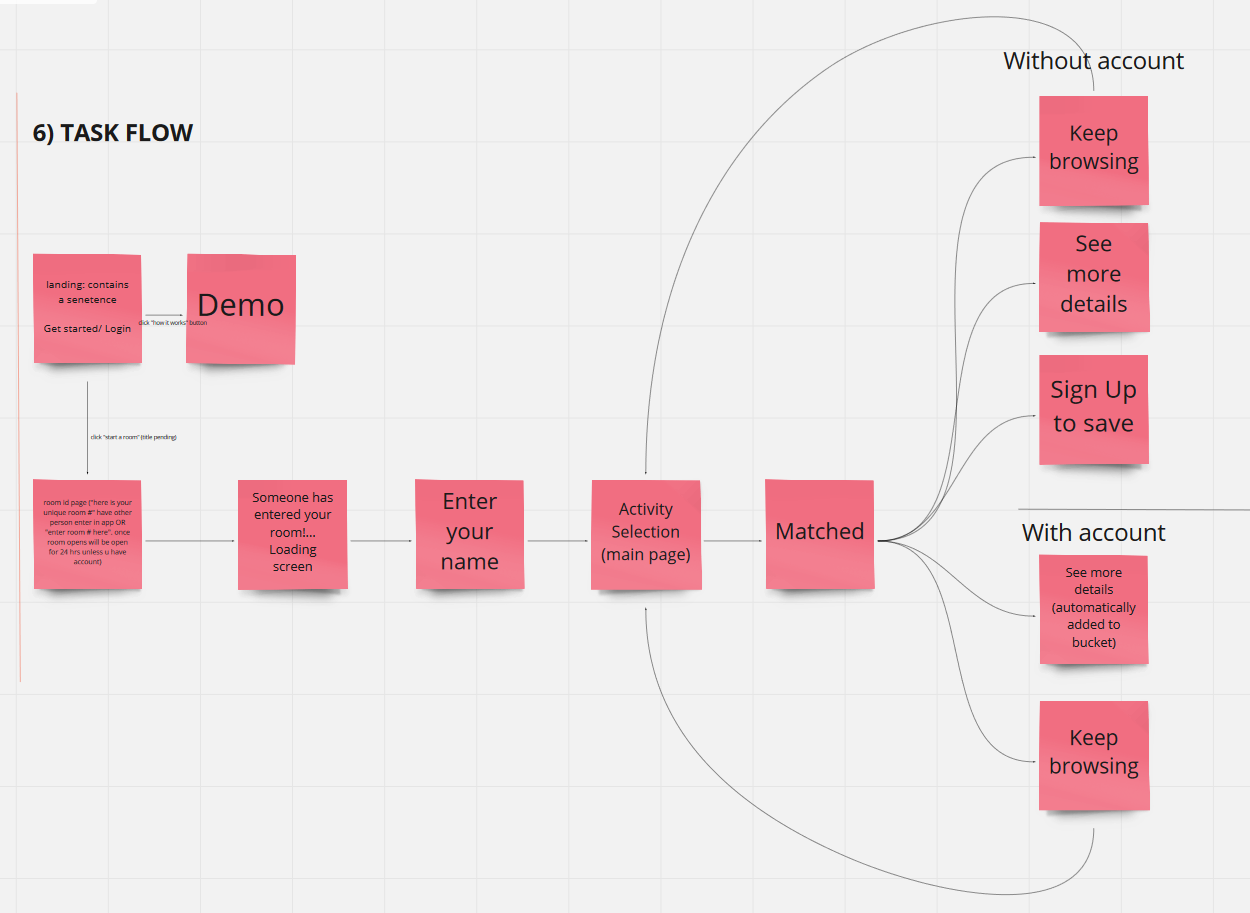 6) TASK FLOW
landing: contains
a senetence
Get started/ Login
click "how it works" button
Demo
click "start a room" (title pending)
room id page ("here is your
unique room #" have other
person enter in app OR
"enter room # here". once
room opens will be open
for 24 hrs unless u have
account)
Someone has
entered your
room!...
Loading
screen
Enter
your
name
Activity
Selection
(main page)
Matched
Without account
Keep
browsing
See
more
details
Sign Up
to save
With account
See more
details
(automatically
added to
bucket)
Keep
browsing